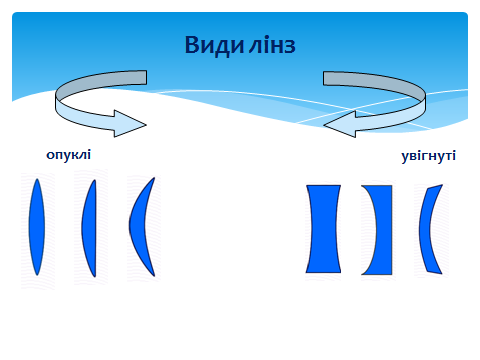 Види лінз
опуклі
увігнуті